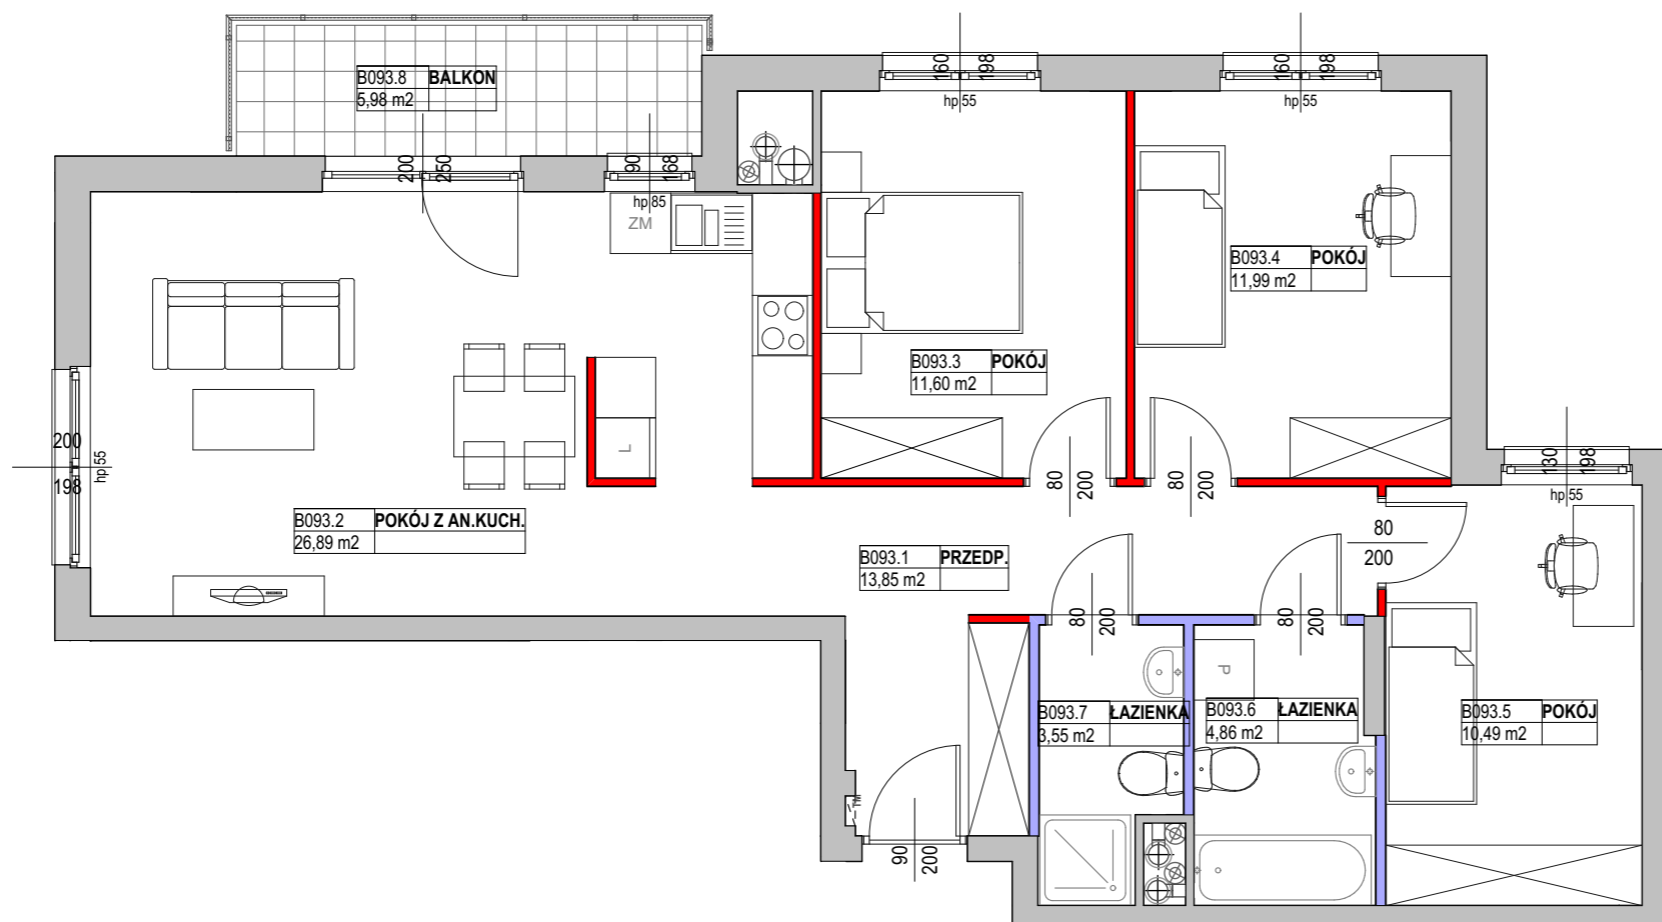 B093.8 BALKON
5,98 m2
160
198
hp 55
160
198
hp 55
200
250
90
168
hp 85
ZM
B093.4 POKÓJ
11,99 m2
B093.3 POKÓJ
11,60 m2
200
198
hp 55
L
80
200
80
200
130
198
hp 55
B093.2 POKÓJ Z AN.KUCH.
26,89 m2
80
200
B093.1 PRZEDP.
13,85 m2
80
200
80
200
P
B093.7 ŁAZIENKA
3,55 m2
B093.6 ŁAZIENKA
4,86 m2
B093.5 POKÓJ
10,49 m2
90
200